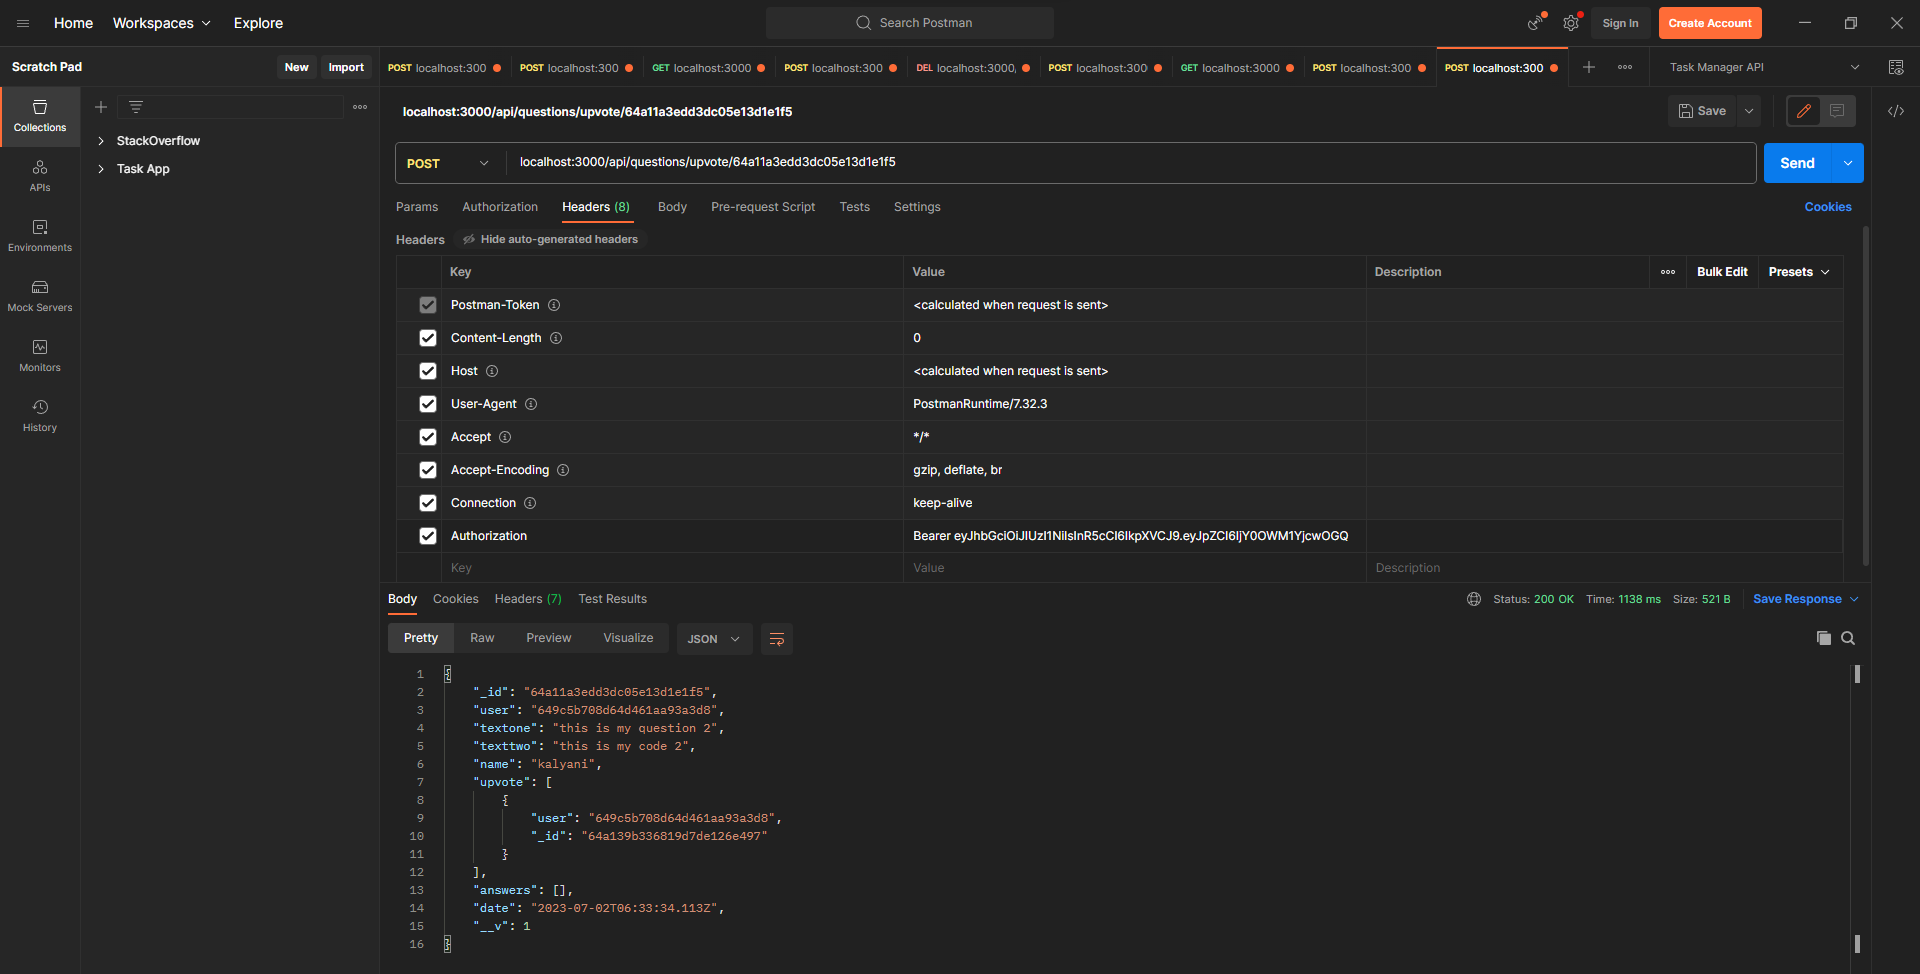 Home Workspaces Explore Search Postman Sign In Create Account
Scratch Pad New Import POST localhost:300 POST localhost:300 GET localhost:3000 POST localhost:300 DEL localhost:3000, POST localhost:300 GET localhost:3000 POST localhost:300 POST localhost:300 Task Manager API
Collections
StackOverflow
Task App
APIs
Environments
Mock Servers
Monitors
History
localhost:3000/api/questions/upvote/64a11a3edd3dc05e13d1e1f5 Save
POST localhost:3000/api/questions/upvote/64a11a3edd3dc05e13d1e1f5 Send
Params Authorization Headers (8) Body Pre-request Script Tests Settings Cookies
Headers Hide auto-generated headers
Key Value Description Bulk Edit Presets
Postman-Token <calculated when request is sent>
Content-Length 0
Host <calculated when request is sent>
User-Agent PostmanRuntime/7.32.3
Accept */*
Accept-Encoding gzip, deflate, br
Connection keep-alive
Authorization Bearer eyJhbGciOiJIUzI1NiIsInR5cCI6IkpXVCJ9.eyJpZCI6IjY0OWM1YjcwOGQ
Key Value Description
Body Cookies Headers (7) Test Results Status: 200 OK Time: 1138 ms Size: 521 B Save Response
Pretty Raw Preview Visualize JSON
1 {
2 "_id": "64a11a3edd3dc05e13d1e1f5",
3 "user": "649c5b708d64d461aa93a3d8",
4 "textone": "this is my question 2",
5 "texttwo": "this is my code 2",
6 "name": "kalyani",
7 "upvote": [
8 {
9 "user": "649c5b708d64d461aa93a3d8",
10 "_id": "64a139b336819d7de126e497"
11 }
12 ],
13 "answers": [],
14 "date": "2023-07-02T06:33:34.113Z",
15 "__v": 1
16 }